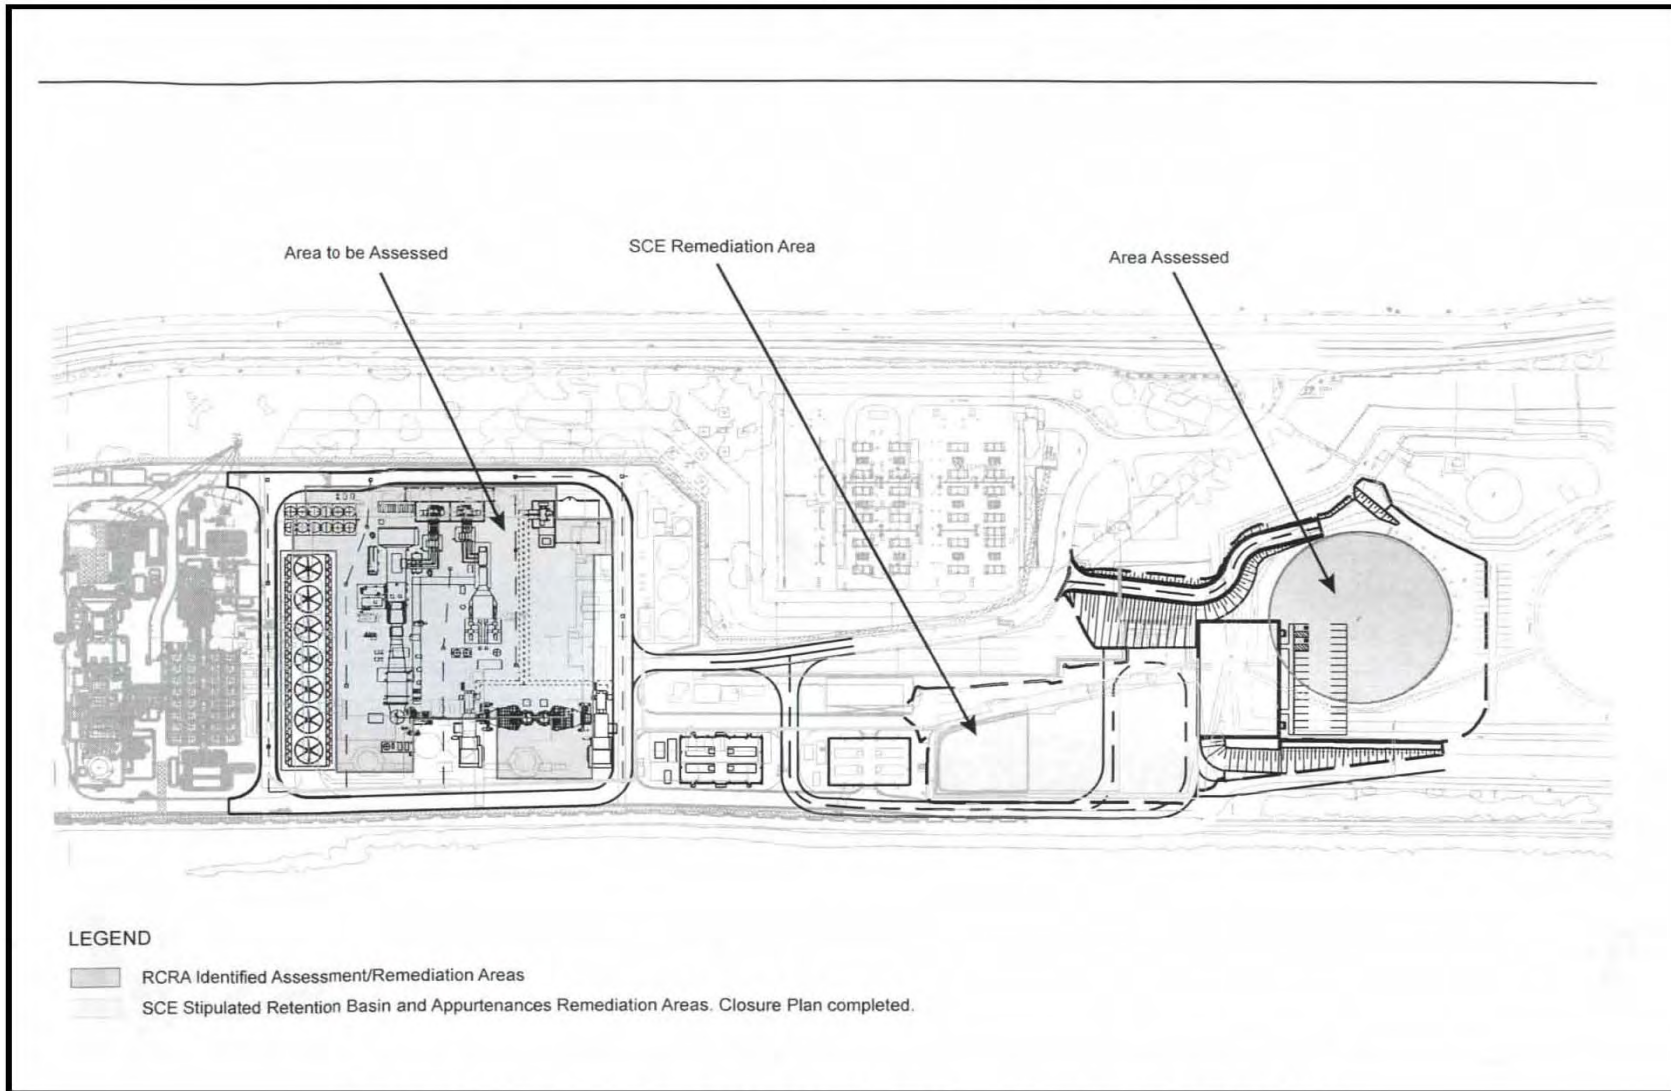 Area to be Assessed
SCE Remediation Area
Area Assessed
LEGEND
RCRA Identified Assessment/Remediation Areas
SCE Stipulated Retention Basin and Appurtenances Remediation Areas. Closure Plan completed.